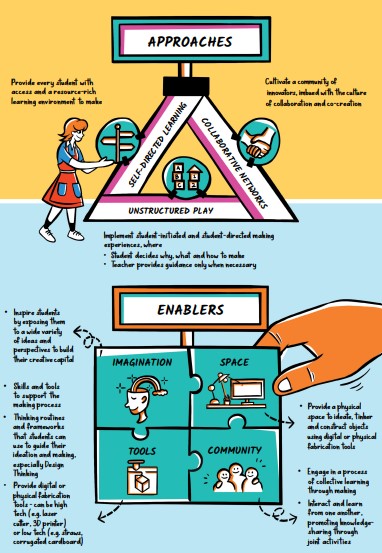 APPROACHES
Provide every student with
access and a resource-rich
learning environment to make
Cultivate a community of
innovators, imbued with the culture
of collaboration and co-creation
SELF-DIRECTED LEARNING
COLLABORATIVE NETWORKS
A
B
C
2
UNSTRUCTURED PLAY
Implement student-initiated and student-directed making
experiences, where
• Student decides why, what and how to make
• Teacher provides guidance only when necessary
ENABLERS
• Inspire students
by exposing them
to a wide variety
of ideas and
perspectives to build
their creative capital
IMAGINATION
SPACE
• Skills and tools
to support the
making process
• Thinking routines
and frameworks
that students can
use to guide their
ideation and making,
especially Design
Thinking
• Provide digital or
physical fabrication
tools - can be high
tech (e.g. laser
cutter, 3D printer)
or low tech (e.g. straws,
corrugated cardboard)
TOOLS
COMMUNITY
• Provide a physical
space to ideate, tinker
and construct objects
using digital or physical
fabrication tools
• Engage in a process
of collective learning
through making
• Interact and learn
from one another,
promoting knowledge-
sharing through
joint activities